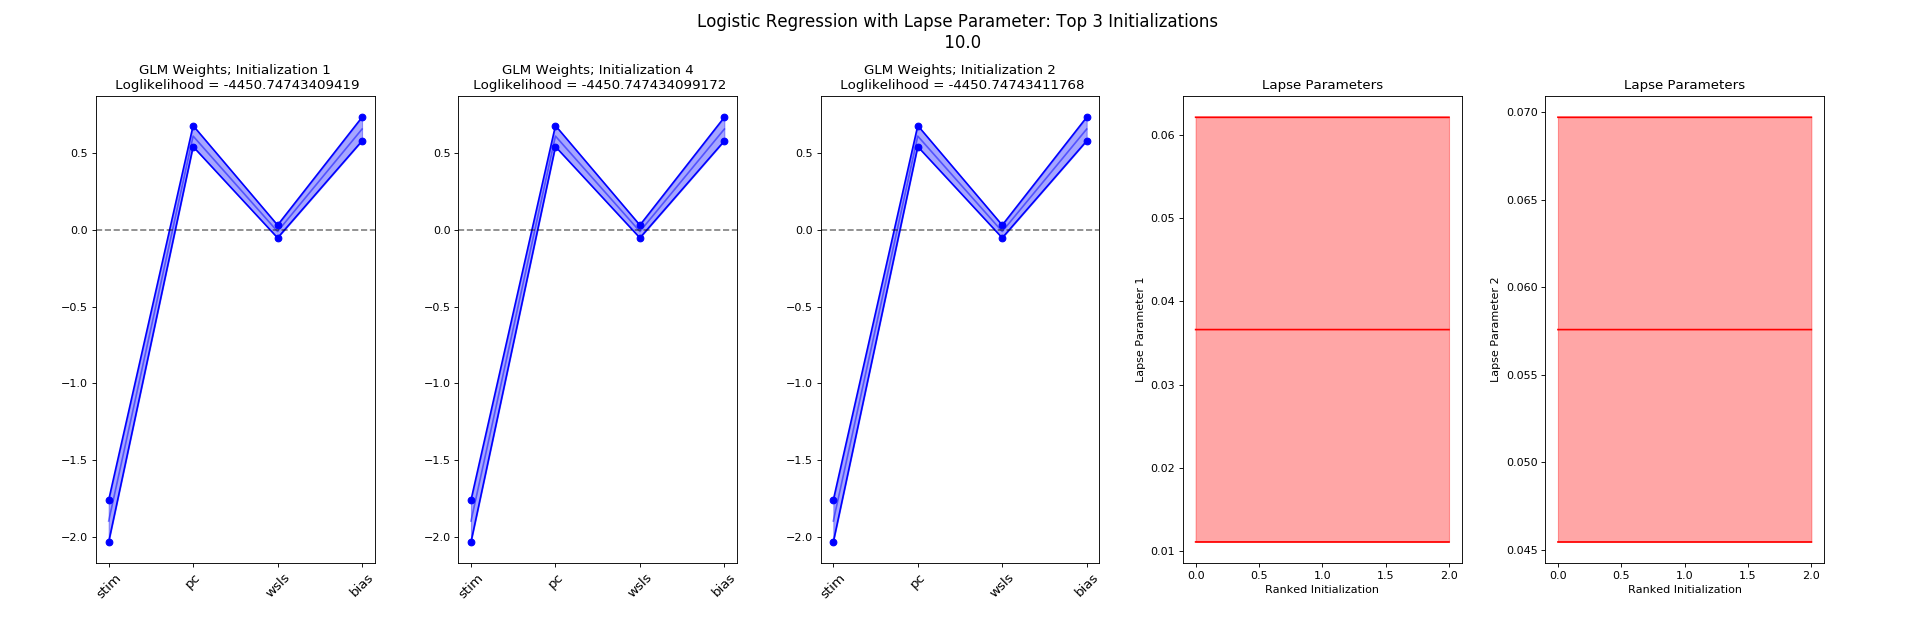 Logistic Regression with Lapse Parameter: Top 3 Initializations
10.0
GLM Weights; Initialization 1
Loglikelihood = -4450.74743409419
0.5
0.0
−0.5
−1.0
−1.5
−2.0
stim
pc
wsls
bias
GLM Weights; Initialization 4
Loglikelihood = -4450.747434099172
0.5
0.0
−0.5
−1.0
−1.5
−2.0
stim
pc
wsls
bias
GLM Weights; Initialization 2
Loglikelihood = -4450.74743411768
0.5
0.0
−0.5
−1.0
−1.5
−2.0
stim
pc
wsls
bias
Lapse Parameters
Lapse Parameter 1
0.06
0.05
0.04
0.03
0.02
0.01
0.0
0.5
1.0
1.5
2.0
Ranked Initialization
Lapse Parameters
Lapse Parameter 2
0.070
0.065
0.060
0.055
0.050
0.045
0.0
0.5
1.0
1.5
2.0
Ranked Initialization